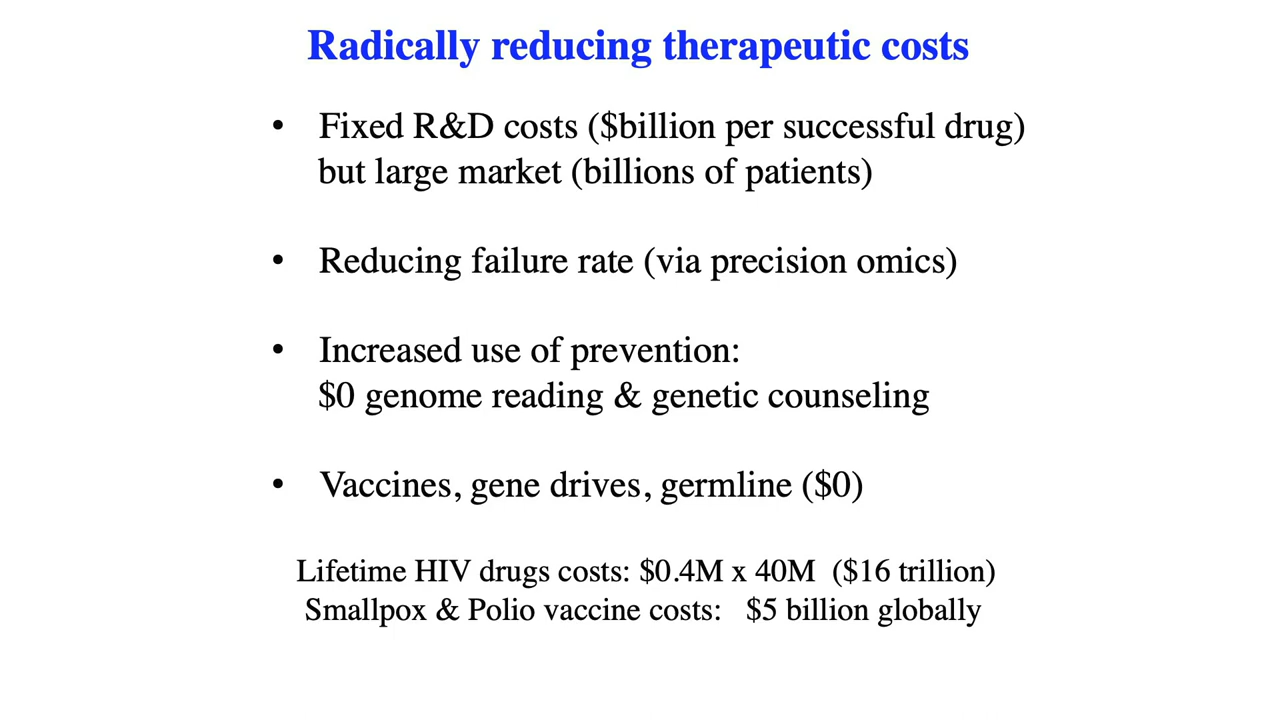 Radically reducing therapeutic costs
• Fixed R&D costs ($billion per successful drug)
but large market (billions of patients)
• Reducing failure rate (via precision omics)
• Increased use of prevention:
$0 genome reading & genetic counseling
• Vaccines, gene drives, germline ($0)
Lifetime HIV drugs costs: $0.4M x 40M ($16 trillion)
Smallpox & Polio vaccine costs: $5 billion globally